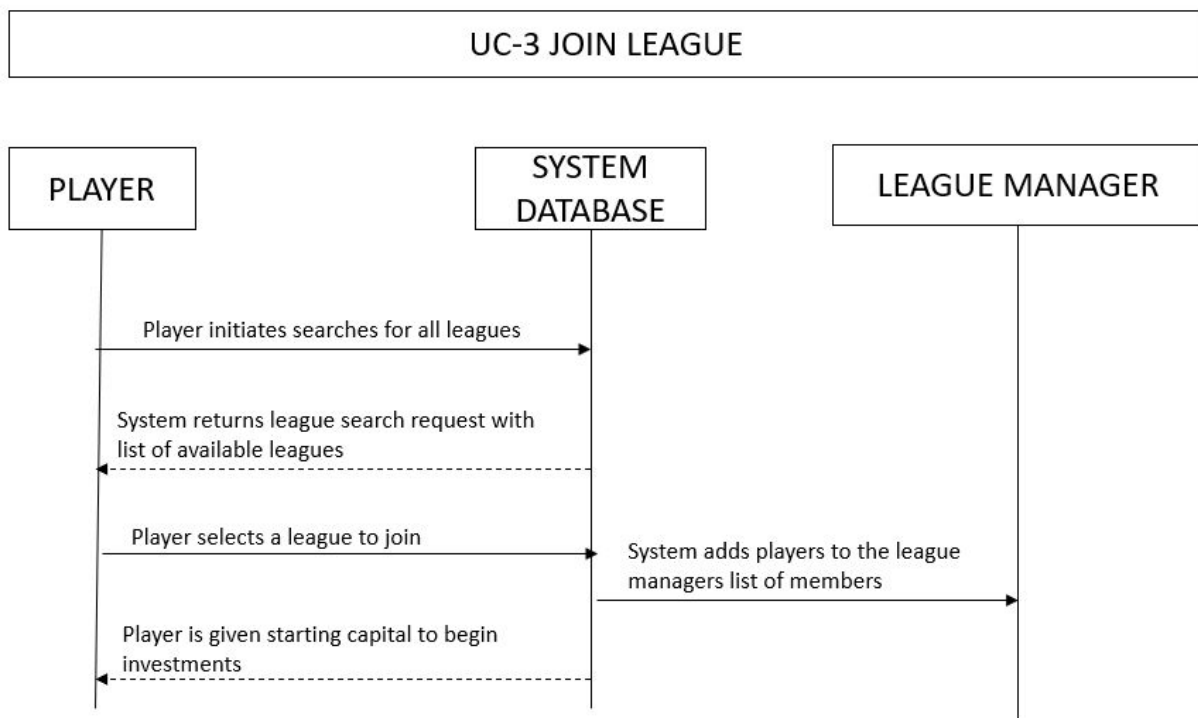 UC-3 JOIN LEAGUE
PLAYER
SYSTEM
DATABASE
LEAGUE MANAGER
Player initiates searches for all leagues
System returns league search request with
list of available leagues
Player selects a league to join
System adds players to the league
managers list of members
Player is given starting capital to begin
investments